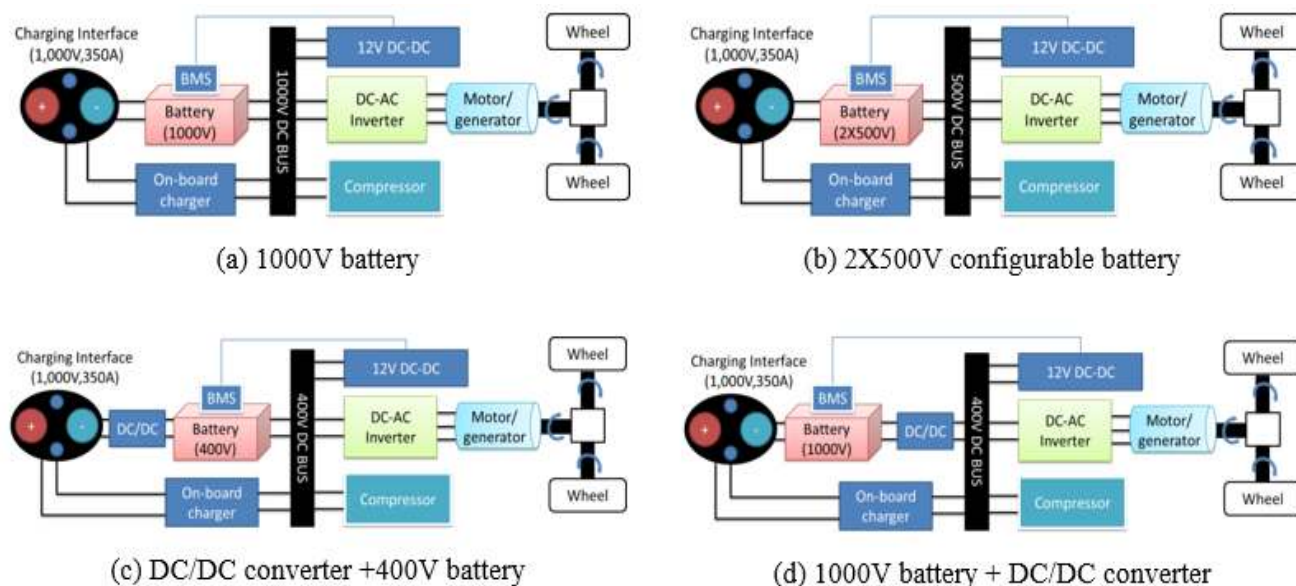 Charging Interface
(1,000V,350A)
+
-
BMS
Battery
(1000V)
On-board
charger
1000V DC BUS
12V DC-DC
DC-AC
Inverter
Compressor
Motor/
generator
Wheel
Wheel
(a) 1000V battery
Charging Interface
(1,000V,350A)
+
-
BMS
Battery
(2X500V)
On-board
charger
500V DC BUS
12V DC-DC
DC-AC
Inverter
Compressor
Motor/
generator
Wheel
Wheel
(b) 2X500V configurable battery
Charging Interface
(1,000V,350A)
+
-
DC/DC
BMS
Battery
(400V)
On-board
charger
400V DC BUS
12V DC-DC
DC-AC
Inverter
Compressor
Motor/
generator
Wheel
Wheel
(c) DC/DC converter +400V battery
Charging Interface
(1,000V,350A)
+
-
BMS
Battery
(1000V)
DC/DC
On-board
charger
400V DC BUS
12V DC-DC
DC-AC
Inverter
Compressor
Motor/
generator
Wheel
Wheel
(d) 1000V battery + DC/DC converter